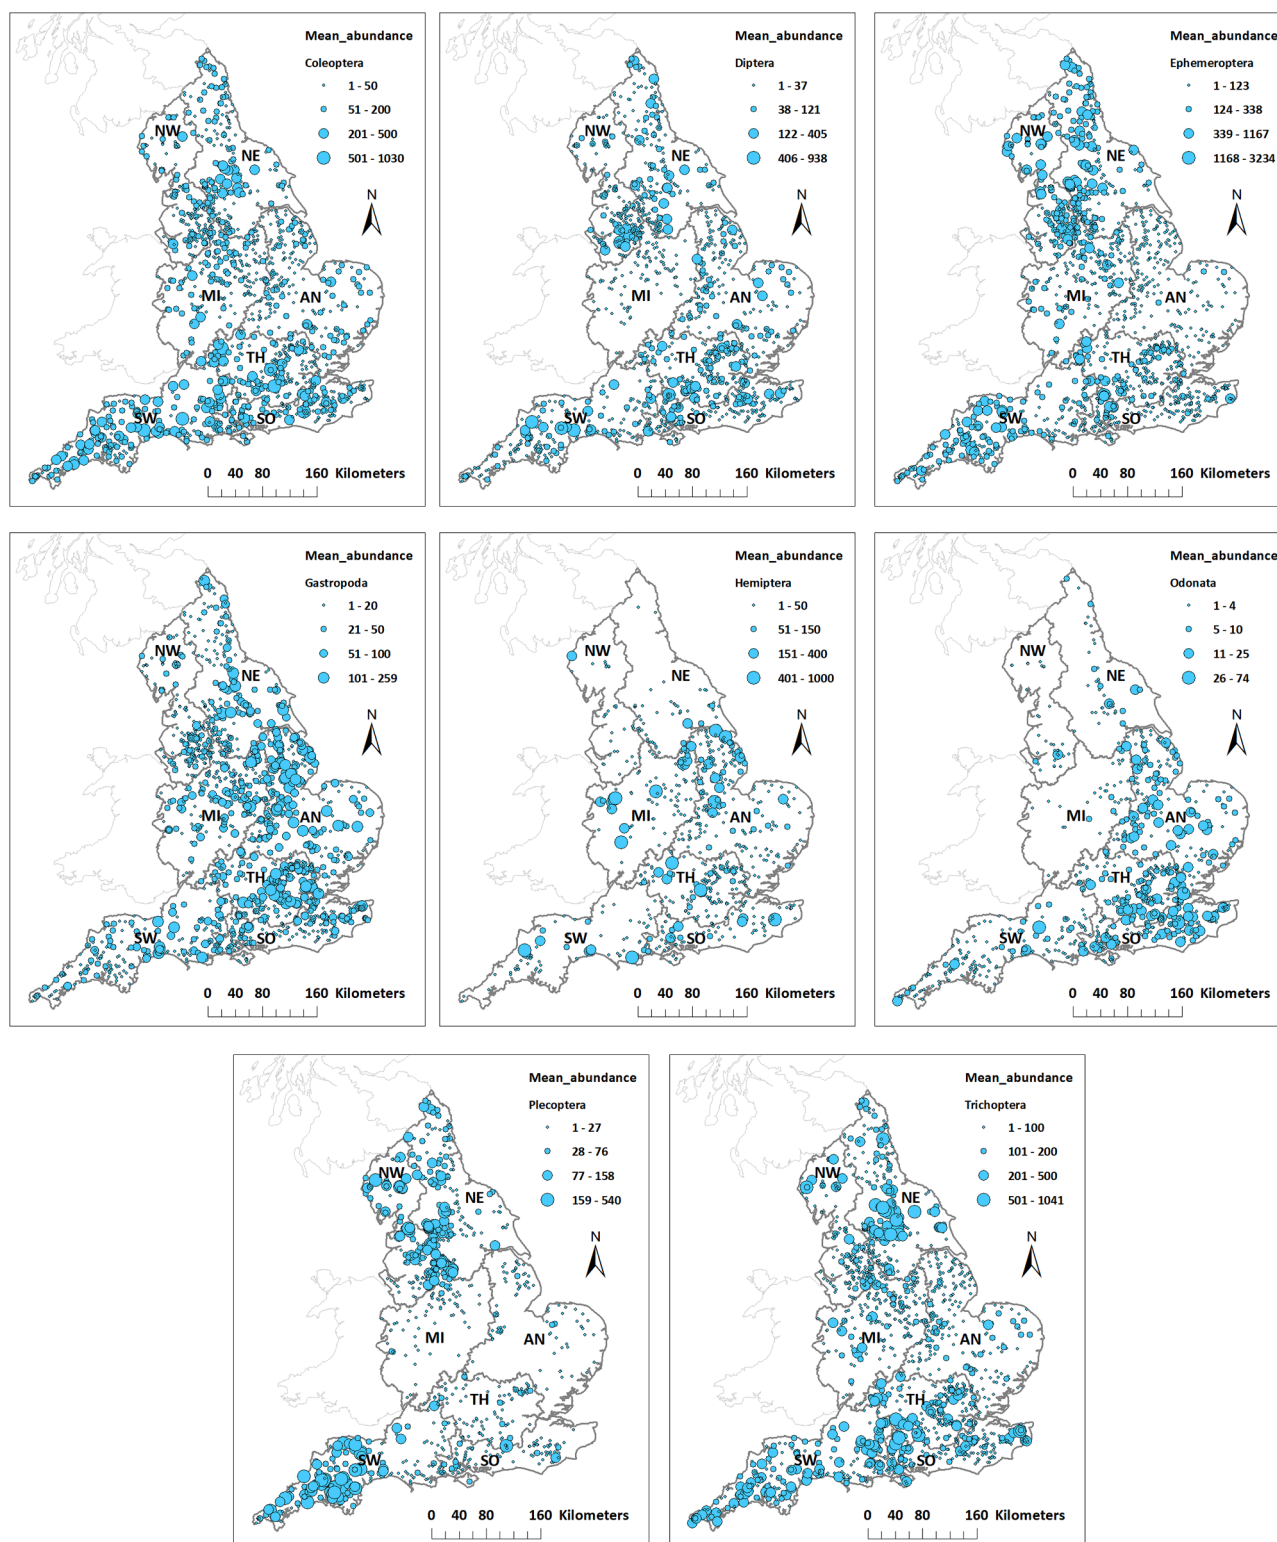 Mean_abundance
Coleoptera
1 - 50
51 - 200
201 - 500
501 - 1030
NW
NE
N
MI
AN
TH
SW
SO
0 40 80 160 Kilometers
Mean_abundance
Diptera
1 - 37
38 - 121
122 - 405
406 - 938
NW
NE
N
MI
AN
TH
SW
SO
0 40 80 160 Kilometers
Mean_abundance
Ephemeroptera
1 - 123
124 - 338
339 - 1167
1168 - 3234
NW
NE
N
MI
AN
TH
SW
SO
0 40 80 160 Kilometers
Mean_abundance
Gastropoda
1 - 20
21 - 50
51 - 100
101 - 259
NW
NE
N
MI
AN
TH
SW
SO
0 40 80 160 Kilometers
Mean_abundance
Hemiptera
1 - 50
51 - 150
151 - 400
401 - 1000
NW
NE
N
MI
AN
TH
SW
SO
0 40 80 160 Kilometers
Mean_abundance
Odonata
1 - 4
5 - 10
11 - 25
26 - 74
NW
NE
N
MI
AN
TH
SW
SO
0 40 80 160 Kilometers
Mean_abundance
Plecoptera
1 - 27
28 - 76
77 - 158
159 - 540
NW
NE
N
MI
AN
TH
SW
SO
0 40 80 160 Kilometers
Mean_abundance
Trichoptera
1 - 100
101 - 200
201 - 500
501 - 1041
NW
NE
N
MI
AN
TH
SW
SO
0 40 80 160 Kilometers